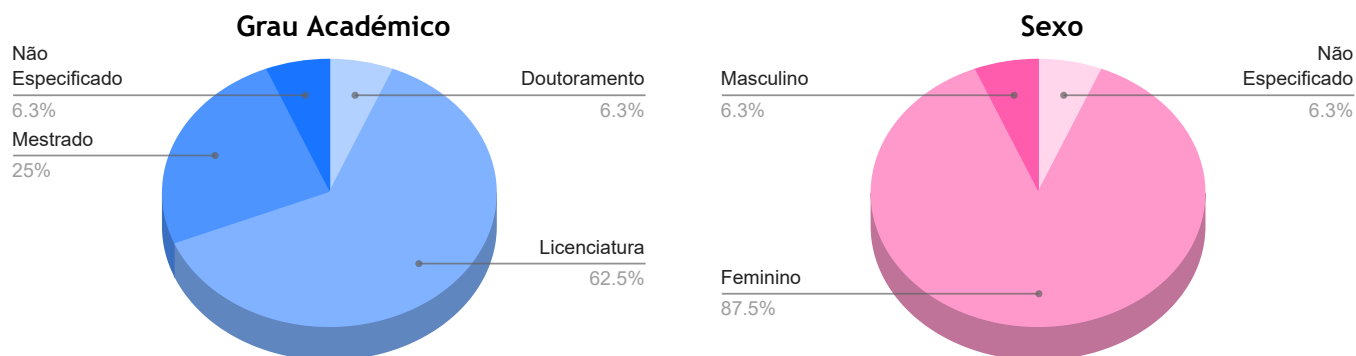 Grau Académico
Não
Especificado
6.3%
Mestrado
25%
Doutoramento
6.3%
Licenciatura
62.5%
Sexo
Masculino
6.3%
Feminino
87.5%
Não
Especificado
6.3%